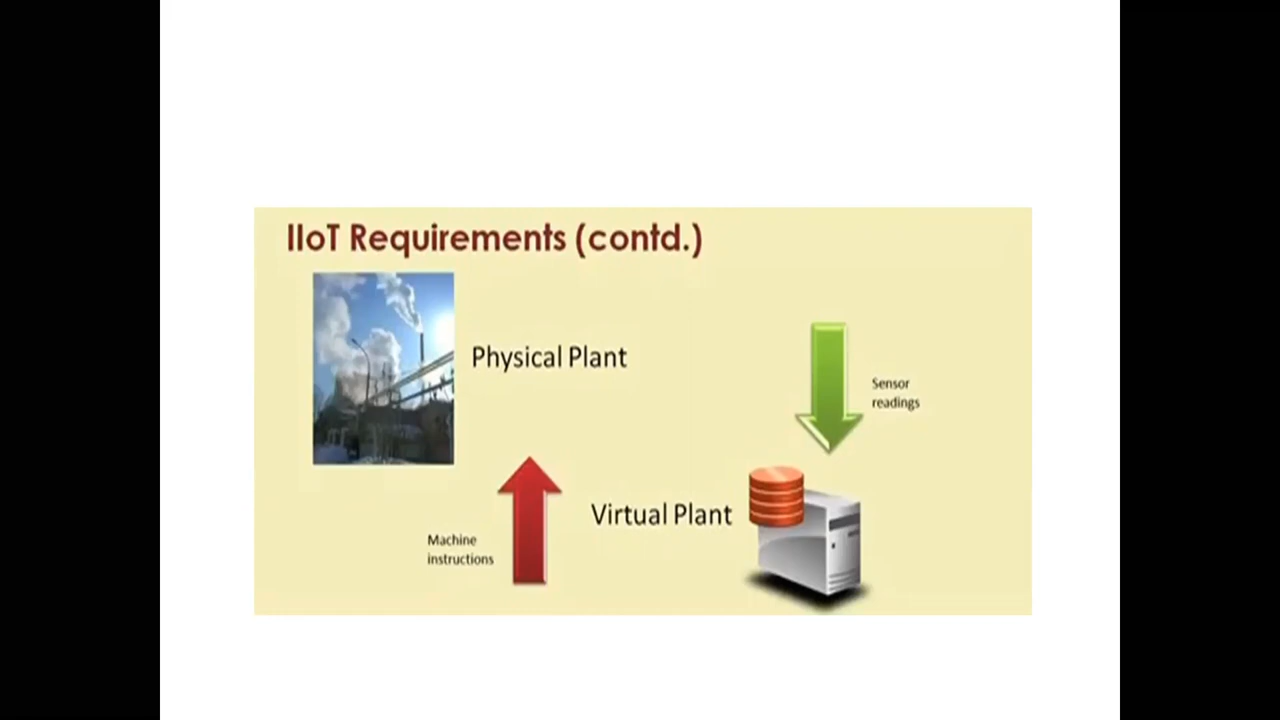 IIoT Requirements (contd.)
Physical Plant
Sensor
readings
Virtual Plant
Machine
instructions